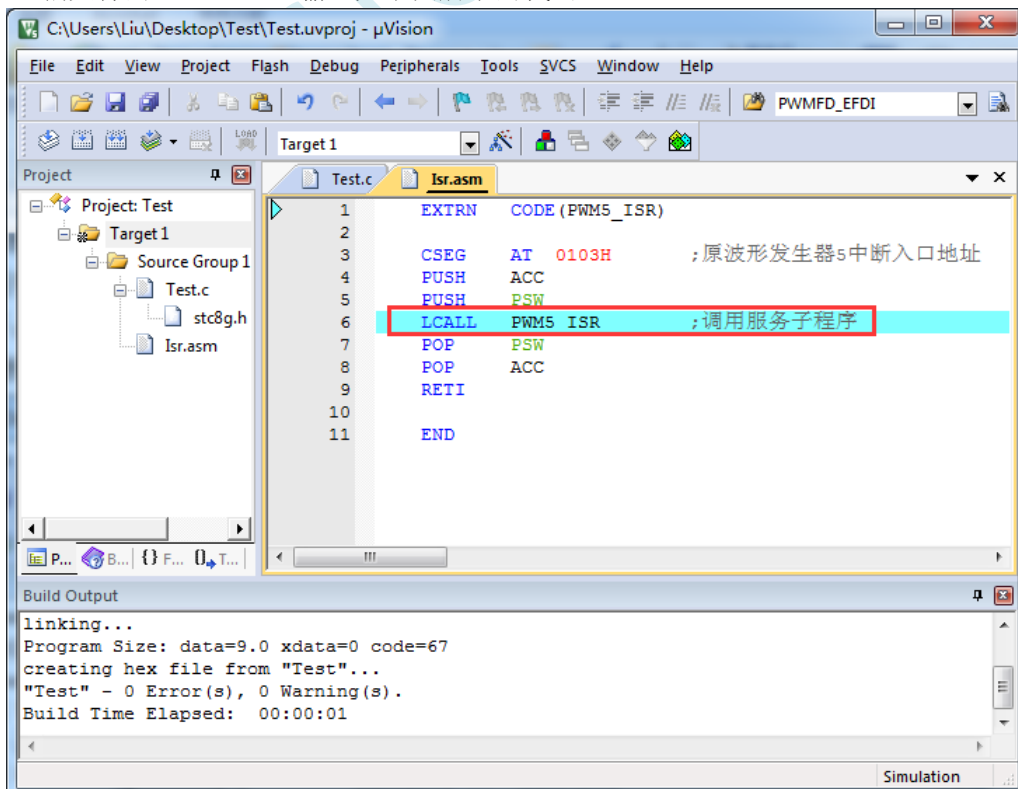 C:\Users\Liu\Desktop\Test\Test.uvproj - µVision
File Edit View Project Flash Debug Peripherals Tools SVCS Window Help
PWMFD_EFDI
LOAD Target 1
Project
Test.c Isr.asm
Project: Test
Target 1
Source Group 1
Test.c
stc8g.h
Isr.asm
1 EXTRN CODE(PWM5_ISR)
2
3 CSEG AT 0103H ;原波形发生器5中断入口地址
4 PUSH ACC
5 PUSH PSW
6 LCALL PWM5 ISR ;调用服务子程序
7 POP PSW
8 POP ACC
9 RETI
10
11 END
P... B... {} F... 0 T...
Build Output
linking...
Program Size: data=9.0 xdata=0 code=67
creating hex file from "Test"...
"Test" - 0 Error(s), 0 Warning(s).
Build Time Elapsed: 00:00:01
Simulation